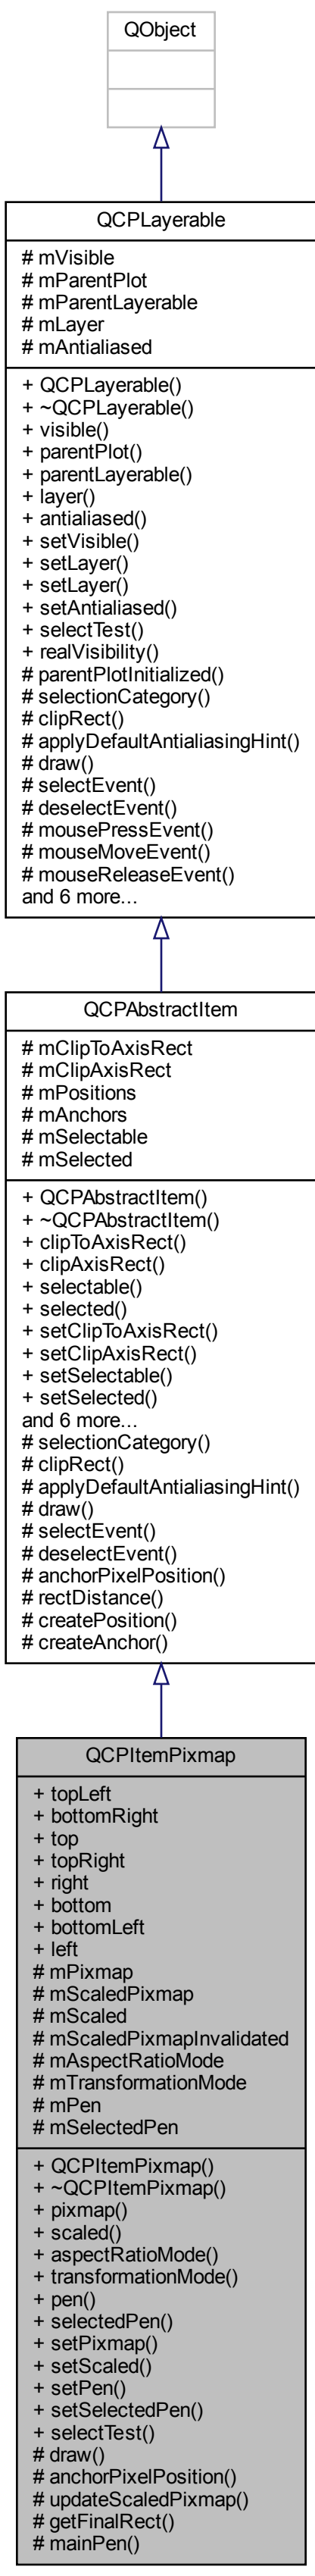 QObject
QCPLayerable
# mVisible
# mParentPlot
# mParentLayerable
# mLayer
# mAntialiased
+ QCPLayerable()
+ ~QCPLayerable()
+ visible()
+ parentPlot()
+ parentLayerable()
+ layer()
+ antialiased()
+ setVisible()
+ setLayer()
+ setLayer()
+ setAntialiased()
+ selectTest()
+ realVisibility()
# parentPlotInitialized()
# selectionCategory()
# clipRect()
# applyDefaultAntialiasingHint()
# draw()
# selectEvent()
# deselectEvent()
# mousePressEvent()
# mouseMoveEvent()
# mouseReleaseEvent()
and 6 more...
QCPAbstractItem
# mClipToAxisRect
# mClipAxisRect
# mPositions
# mAnchors
# mSelectable
# mSelected
+ QCPAbstractItem()
+ ~QCPAbstractItem()
+ clipToAxisRect()
+ clipAxisRect()
+ selectable()
+ selected()
+ setClipToAxisRect()
+ setClipAxisRect()
+ setSelectable()
+ setSelected()
and 6 more...
# selectionCategory()
# clipRect()
# applyDefaultAntialiasingHint()
# draw()
# selectEvent()
# deselectEvent()
# anchorPixelPosition()
# rectDistance()
# createPosition()
# createAnchor()
QCPItemPixmap
+ topLeft
+ bottomRight
+ top
+ topRight
+ right
+ bottom
+ bottomLeft
+ left
# mPixmap
# mScaledPixmap
# mScaled
# mScaledPixmapInvalidated
# mAspectRatioMode
# mTransformationMode
# mPen
# mSelectedPen
+ QCPItemPixmap()
+ ~QCPItemPixmap()
+ pixmap()
+ scaled()
+ aspectRatioMode()
+ transformationMode()
+ pen()
+ selectedPen()
+ setPixmap()
+ setScaled()
+ setPen()
+ setSelectedPen()
+ selectTest()
# draw()
# anchorPixelPosition()
# updateScaledPixmap()
# getFinalRect()
# mainPen()